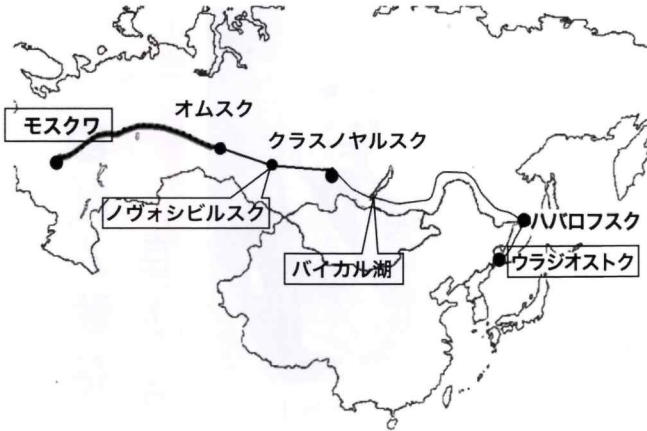 オムスク
モスクワ
クラスノヤルスク
ノヴォシビルスク
ハバロフスク
バイカル湖
ウラジオストク